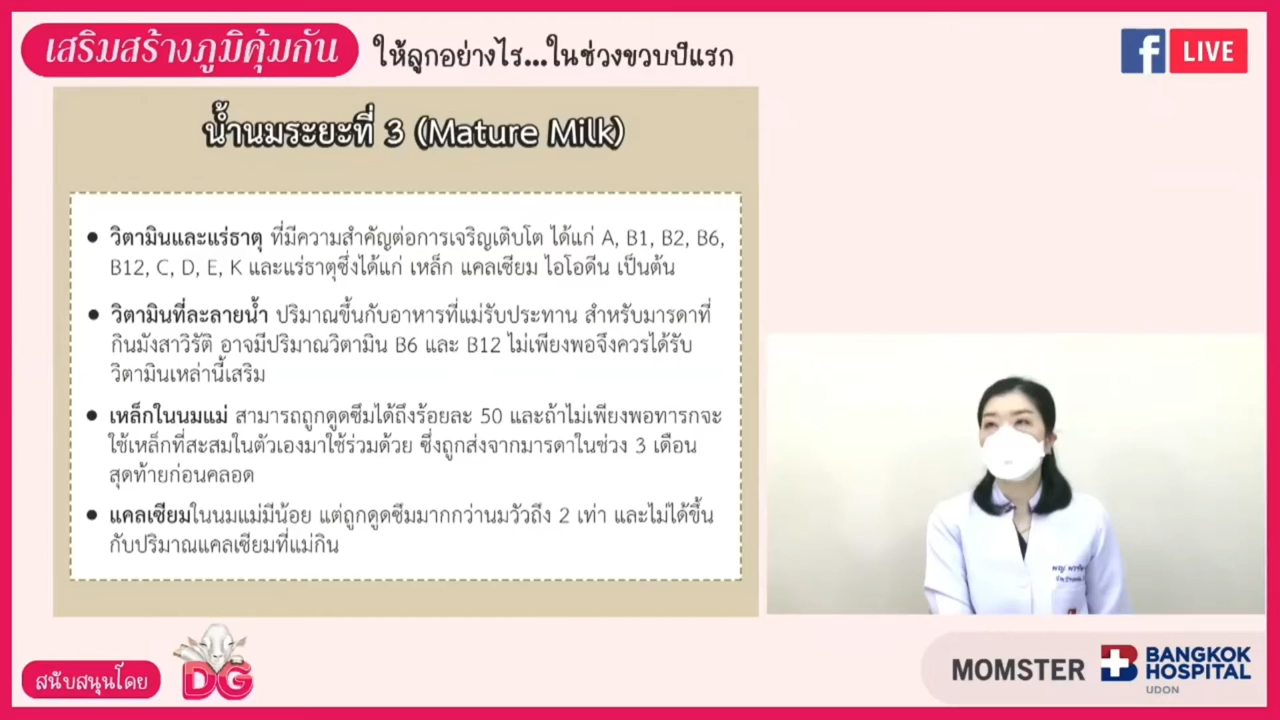 เสริมสร้างภูมิคุ้มกัน ให้ลูกอย่างไร...ในช่วงขวบปีแรก
f LIVE
น้ำนมระยะที่ 3 (Mature Milk)
• วิตามินและแร่ธาตุ ที่มีความสำคัญต่อการเจริญเติบโต ได้แก่ A, B1, B2, B6,
B12, C, D, E, K และแร่ธาตุซึ่งได้แก่ เหล็ก แคลเซียม ไอโอดีน เป็นต้น
• วิตามินที่ละลายน้ำ ปริมาณขึ้นกับอาหารที่แม่รับประทาน สำหรับมารดาที่
กินมังสาวิรัติ อาจมีปริมาณวิตามิน B6 และ B12 ไม่เพียงพอจึงควรได้รับ
วิตามินเหล่านี้เสริม
• เหล็กในนมแม่ สามารถถูกดูดซึมได้ถึงร้อยละ 50 และถ้าไม่เพียงพอทารกจะ
ใช้เหล็กที่สะสมในตัวเองมาใช้ร่วมด้วย ซึ่งถูกส่งจากมารดาในช่วง 3 เดือน
สุดท้ายก่อนคลอด
• แคลเซียมในนมแม่มีน้อย แต่ถูกดูดซึมมากกว่านมวัวถึง 2 เท่า และไม่ได้ขึ้น
กับปริมาณแคลเซียมที่แม่กิน
สนับสนุนโดย
DG
MOMSTER
BANGKOK
HOSPITAL
UDON